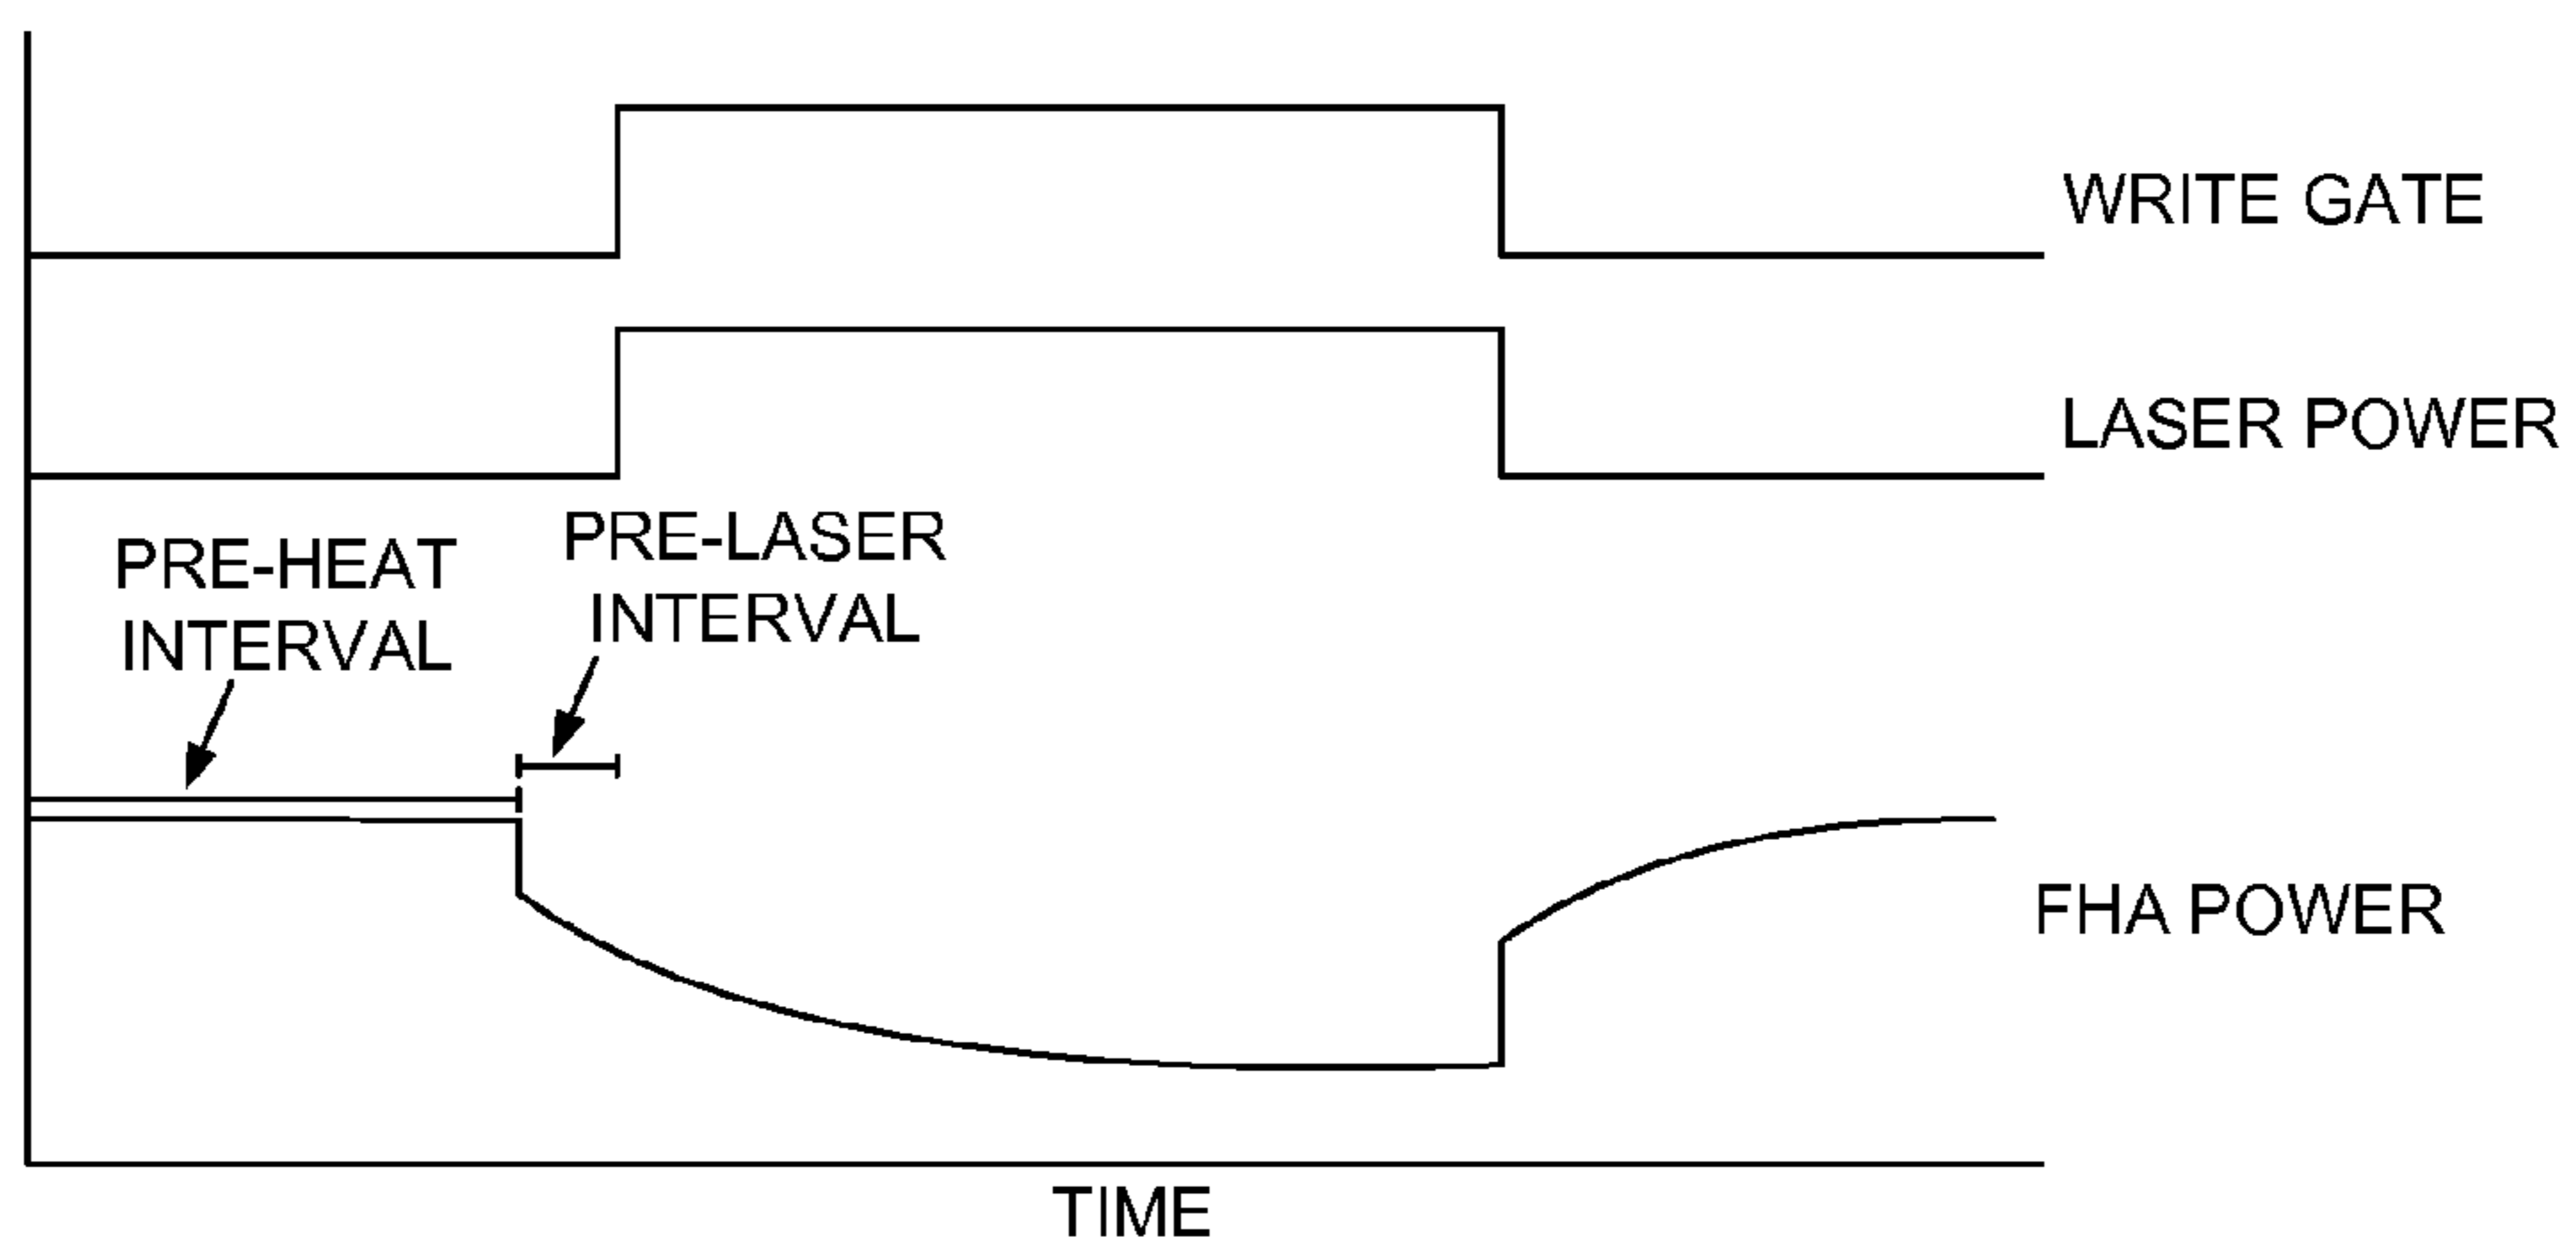 WRITE GATE
LASER POWER
PRE-HEAT
INTERVAL
PRE-LASER
INTERVAL
FHA POWER
TIME